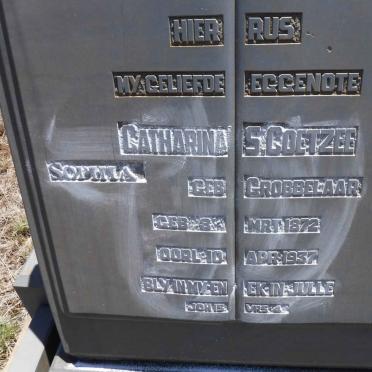 HIER RUS
MY GELIEFDE EGGENOTE
CATHARINA S. COETZEE
SOPHIA
GEB GROBBELAAR
GEB 8 MRT. 1872
OORL. 10 APR. 1957
BLY IN MY EN EK IN JULLE
JOH 15 VRS 4